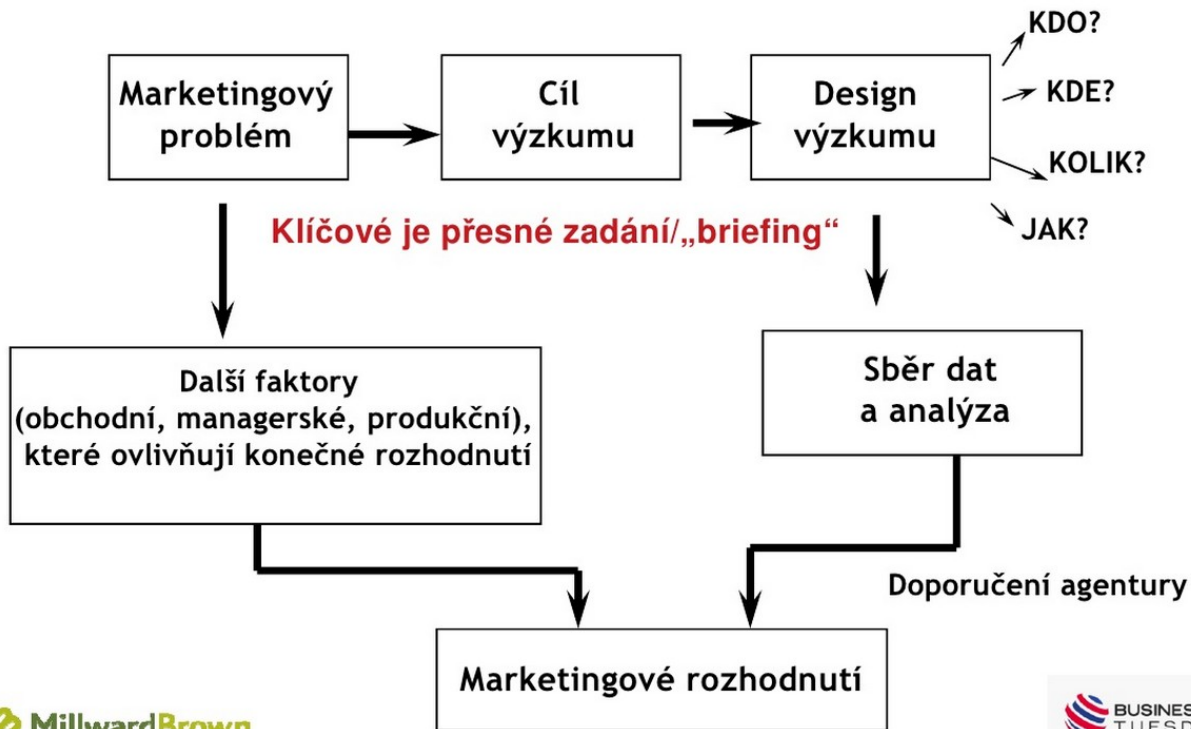 KDO?
Marketingový
problém
Cíl
výzkumu
Design
výzkumu
KDE?
KOLIK?
JAK?
Klíčové je přesné zadání/„briefing“
Další faktory
(obchodní, managerské, produkční),
které ovlivňují konečné rozhodnutí
Sběr dat
a analýza
Doporučení agentury
Marketingové rozhodnutí
MillwardBrown